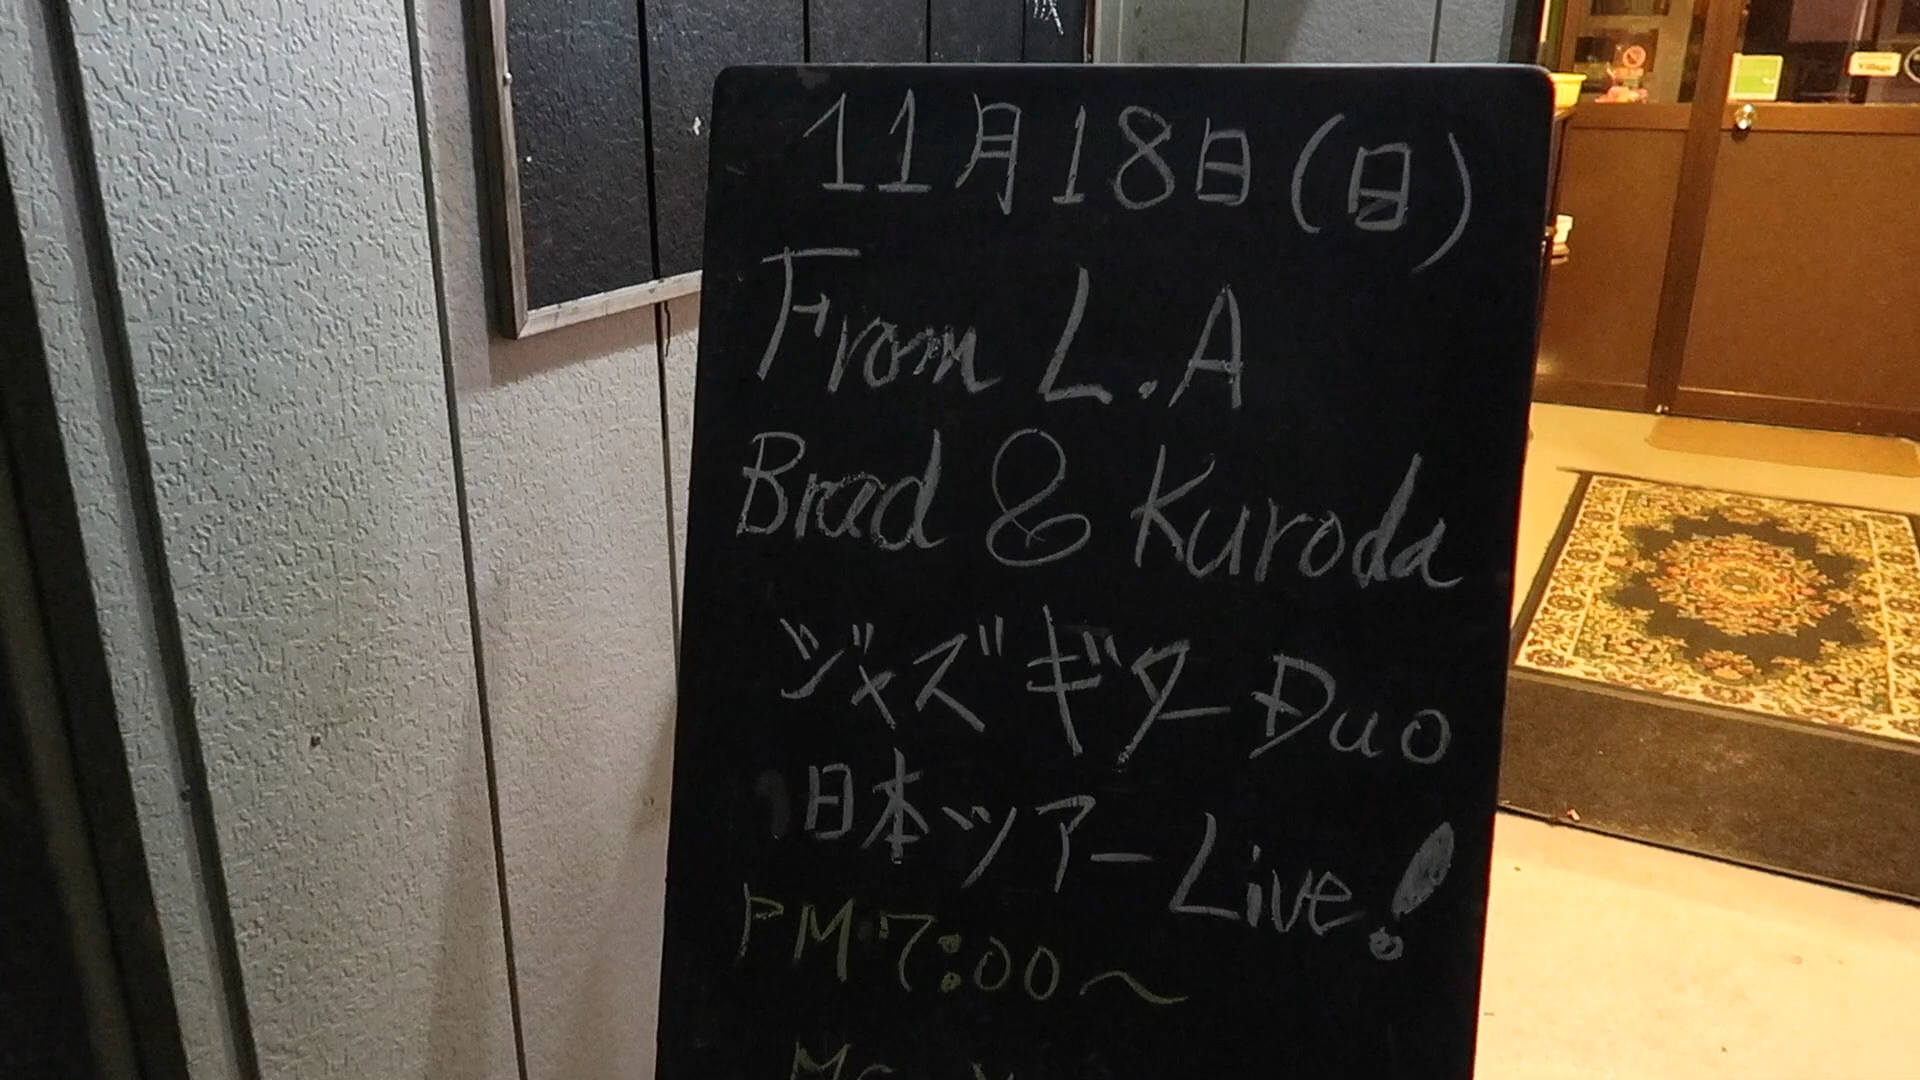 11月18日(日)
From L.A
Brad & Kuroda
ジャズギターDuo
日本ツアーLive!
PM 7:00〜
Village